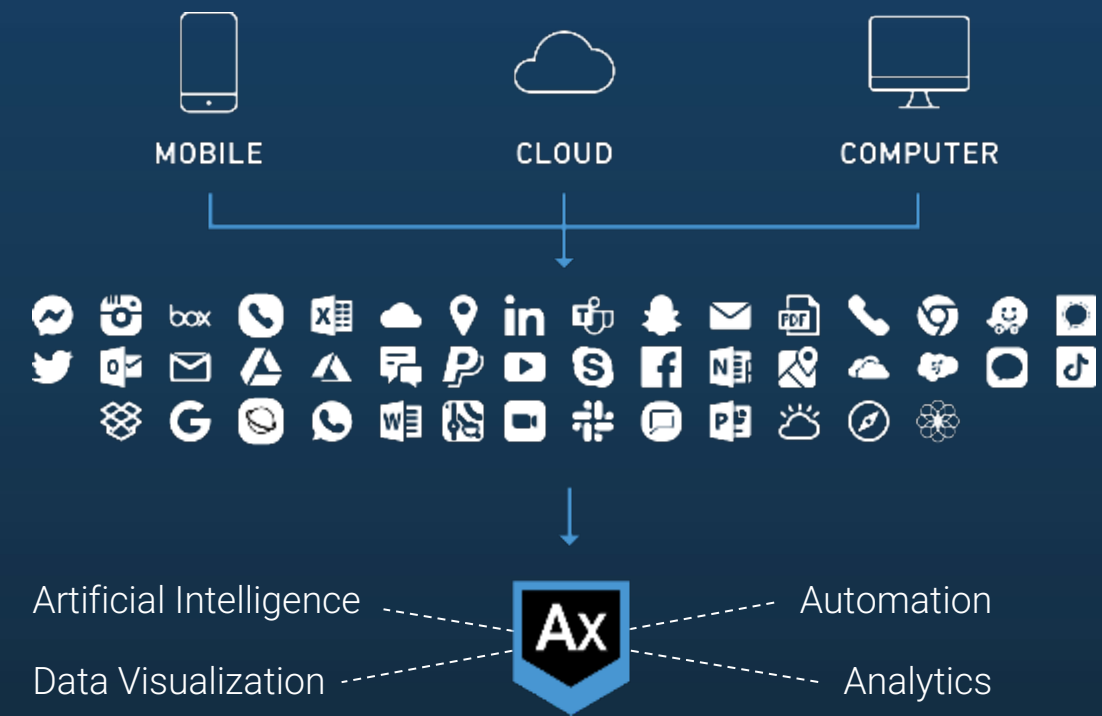 MOBILE CLOUD COMPUTER
box X in T PDF
O P S f N
G W P
Artificial Intelligence Ax Automation
Data Visualization Analytics